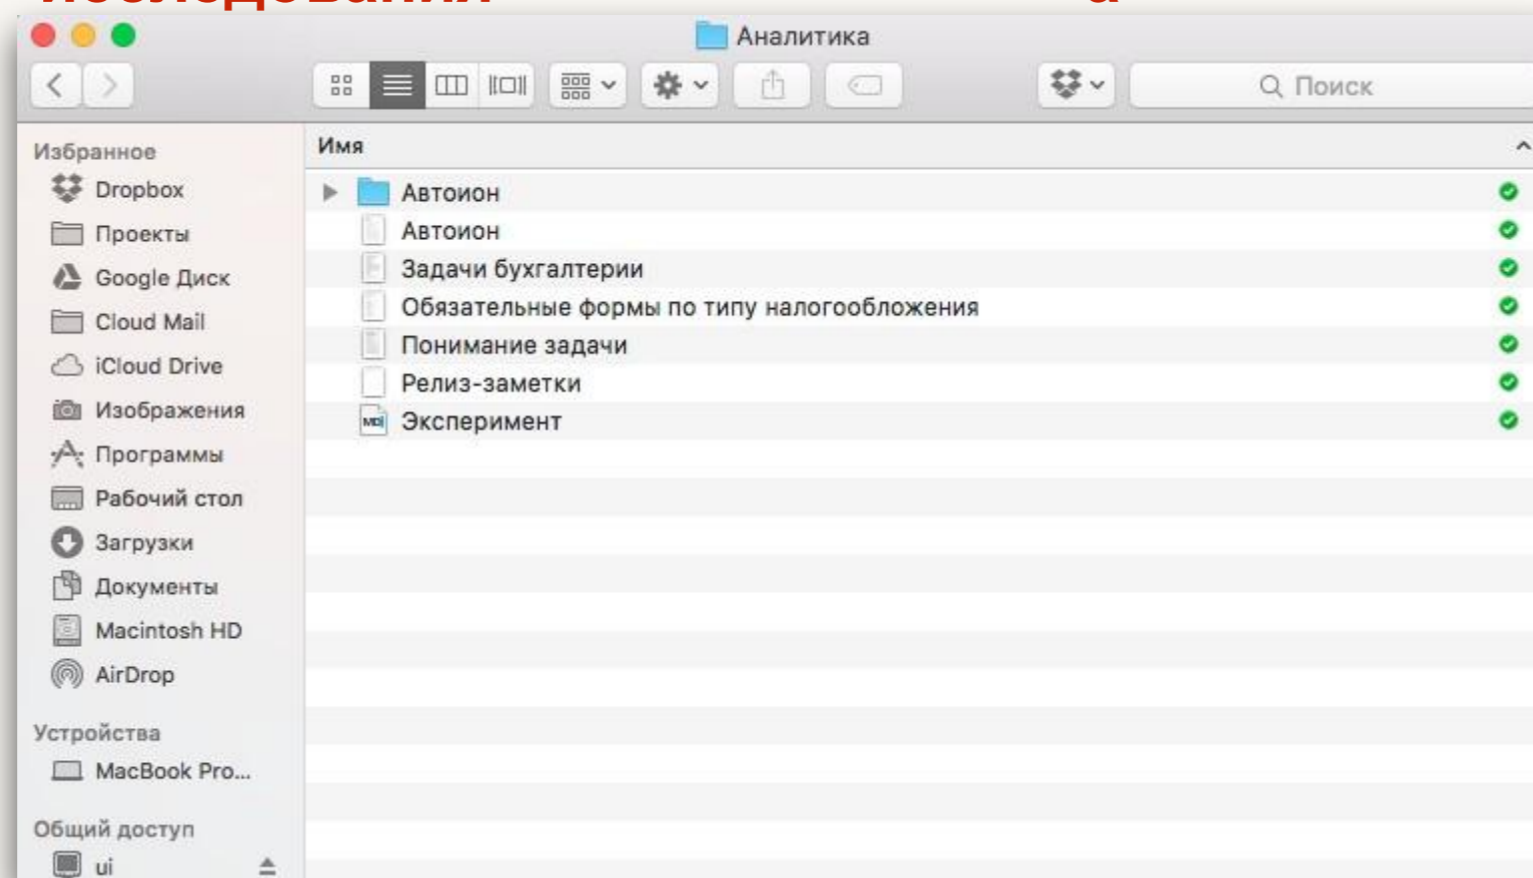 Аналитика
Поиск
Избранное
Dropbox
Проекты
Google Диск
Cloud Mail
iCloud Drive
Изображения
Программы
Рабочий стол
Загрузки
Документы
Macintosh HD
AirDrop
Устройства
MacBook Pro...
Общий доступ
ui
Имя
Автоион
Автоион
Задачи бухгалтерии
Обязательные формы по типу налогообложения
Понимание задачи
Релиз-заметки
Эксперимент